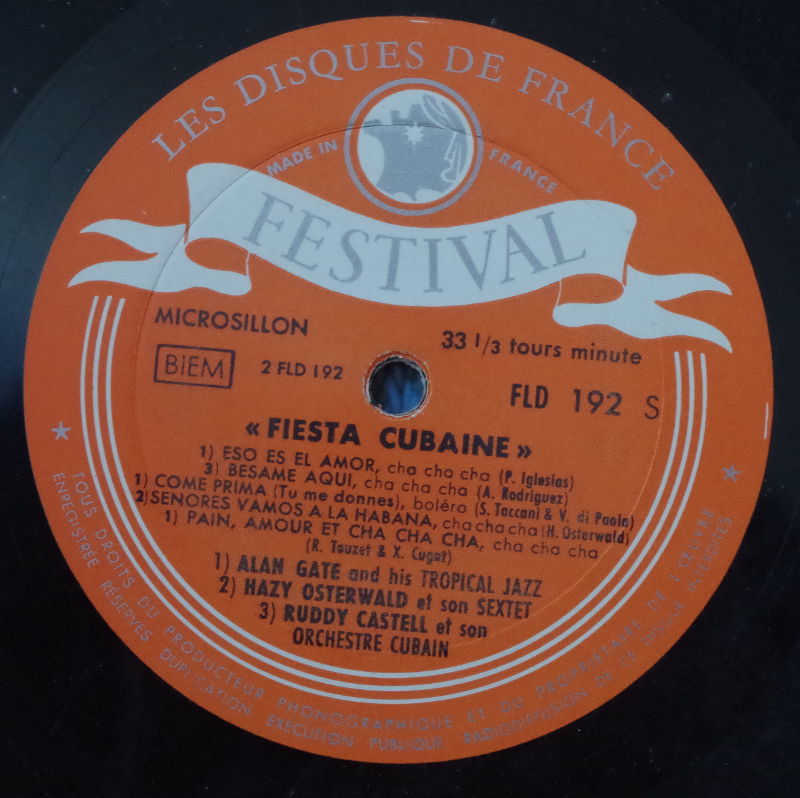 LES DISQUES DE FRANCE
MADE IN FRANCE
FESTIVAL
MICROSILLON
33 1/3 tours minute
BIEM
2 FLD 192
FLD 192 S
« FIESTA CUBAINE »
1) ESO ES EL AMOR, cha cha cha (P. Iglesias)
3) BESAME AQUI, cha cha cha (A. Rodriguez)
1) COME PRIMA (Tu me donnes), boléro (S. Taccani & V. di Paola)
2) SENORES VAMOS A LA HABANA, cha cha cha (H. Osterwald)
1) PAIN, AMOUR ET CHA CHA CHA, cha cha cha
(R. Touzet & X. Cugat)
1) ALAN GATE and his TROPICAL JAZZ
2) HAZY OSTERWALD et son SEXTET
3) RUDDY CASTELL et son
ORCHESTRE CUBAIN
TOUS DROITS DU PRODUCTEUR PHONOGRAPHIQUE ET DU PROPRIETAIRE DE L'ŒUVRE
ENREGISTRÉE RÉSERVÉS DUPLICATION EXÉCUTION PUBLIQUE RADIODIFFUSION DE CE DISQUE INTERDITES